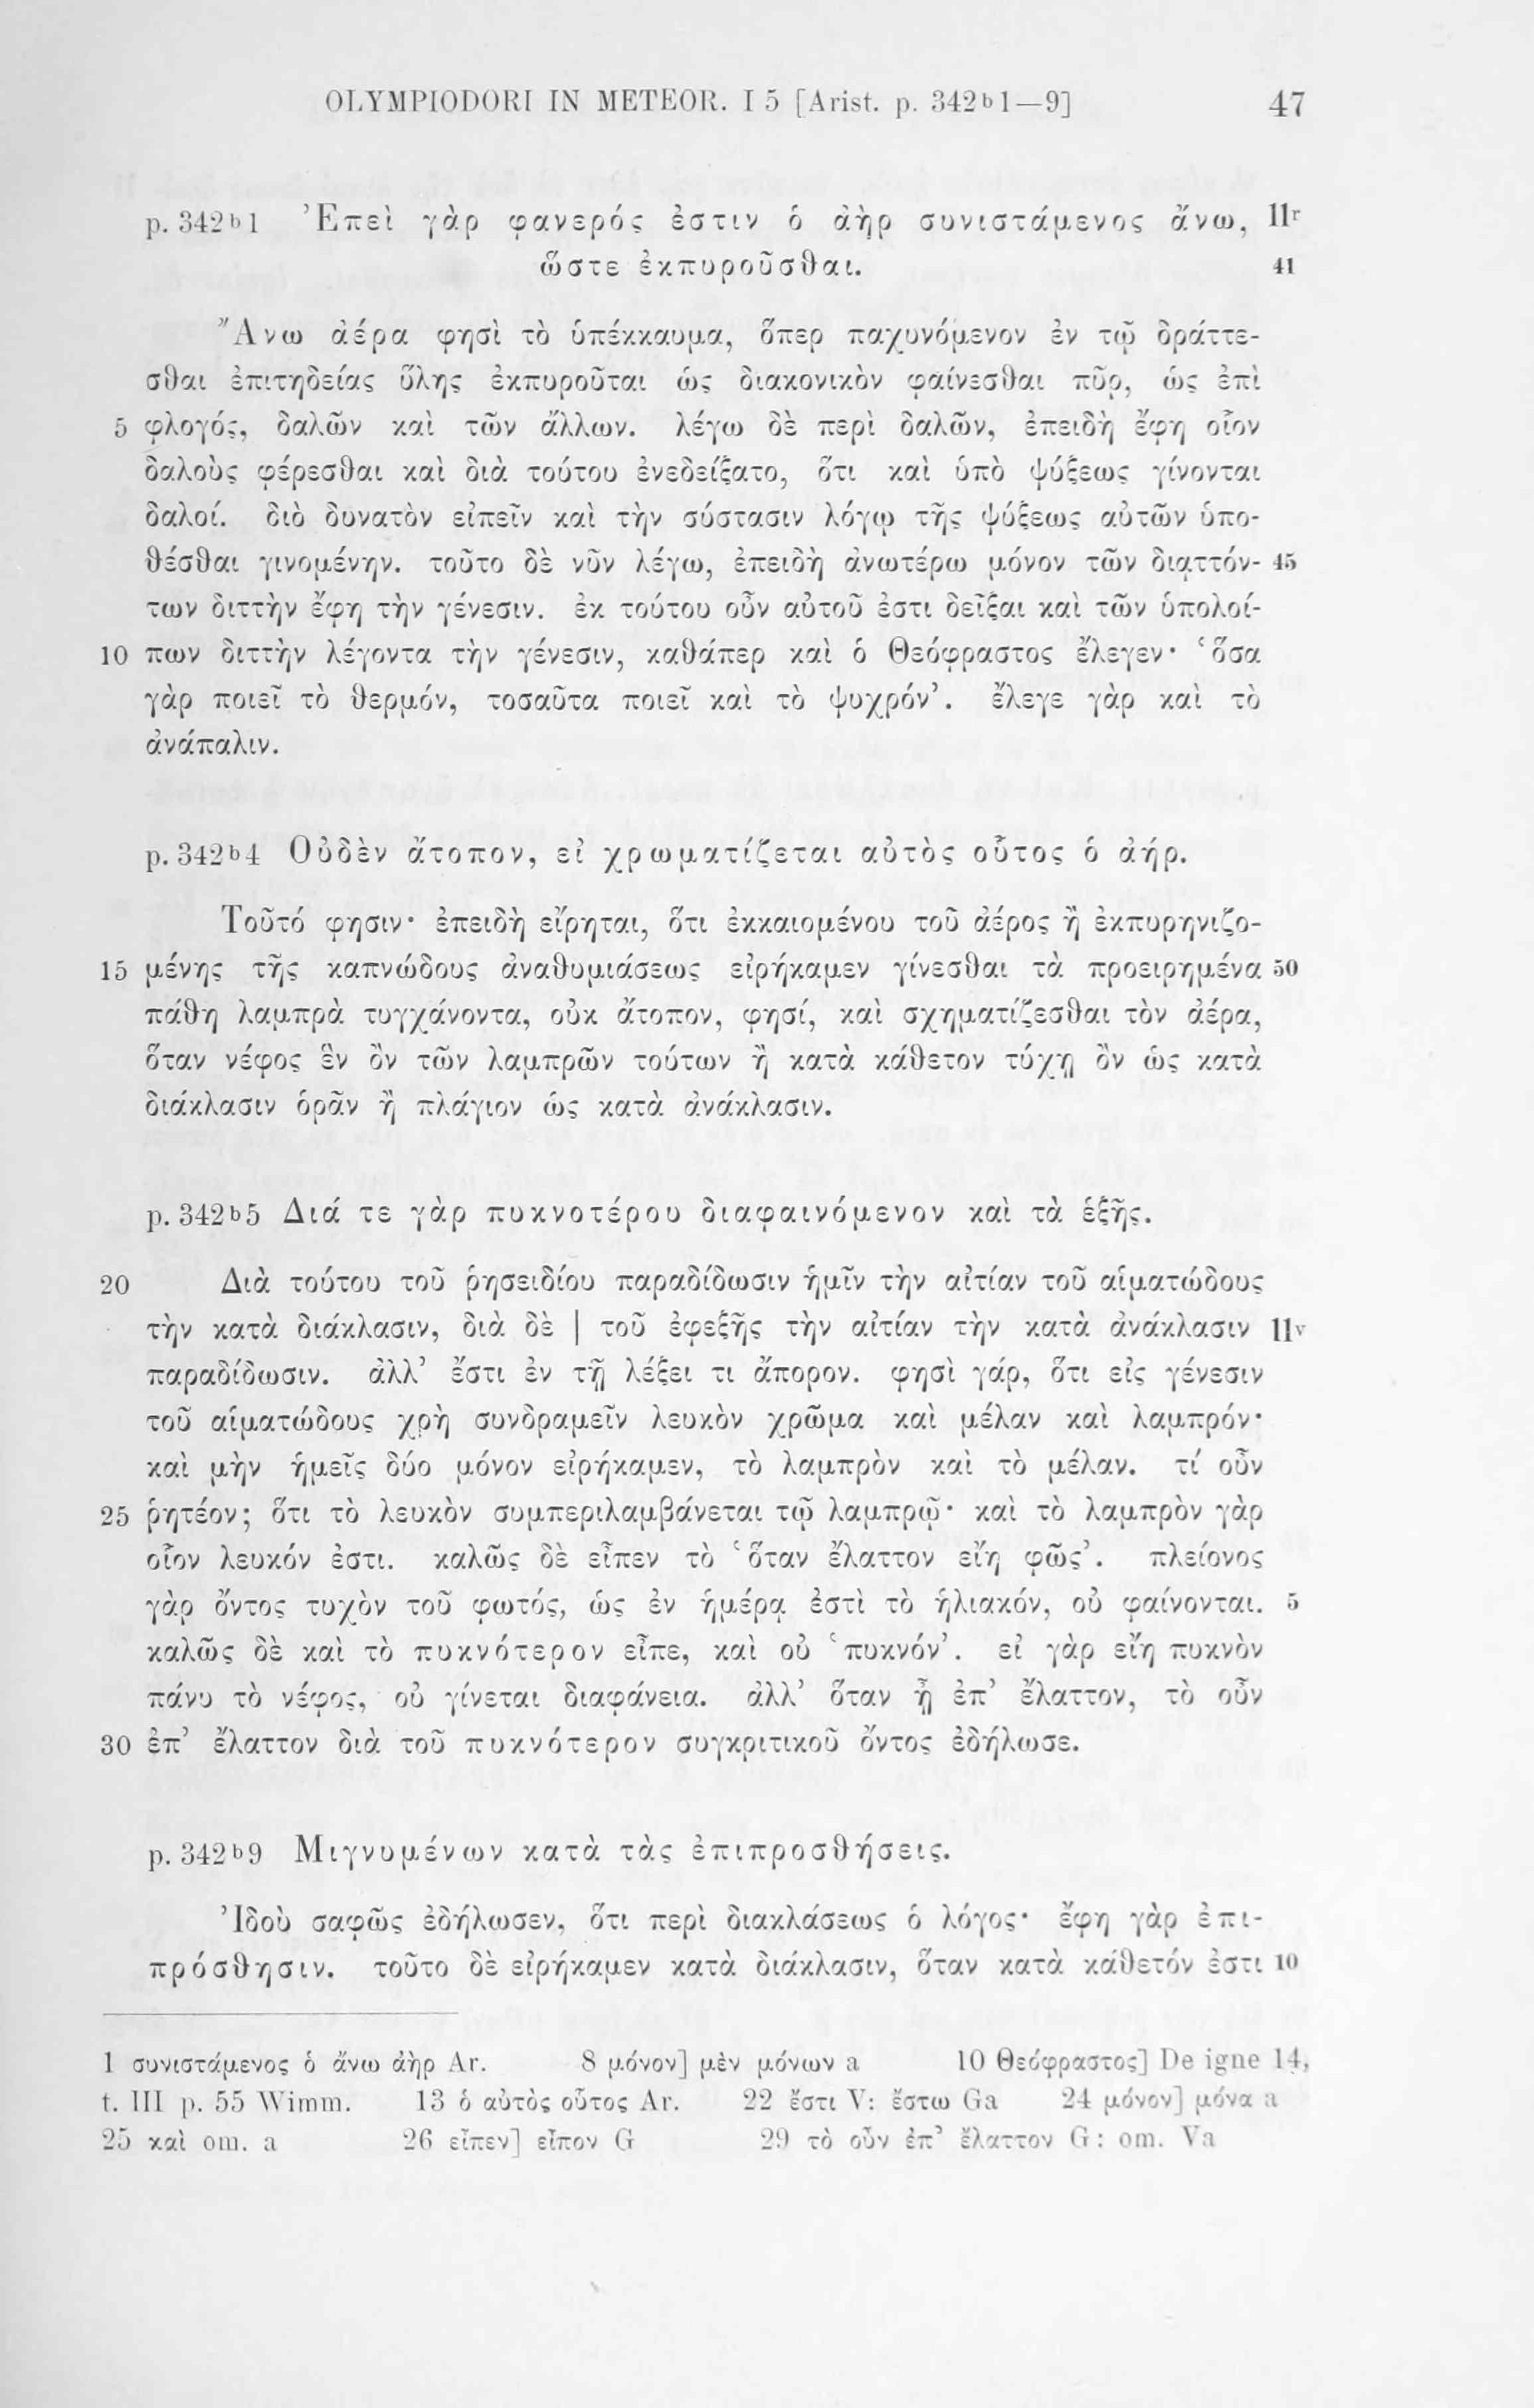 OLYMPIODORI IN METEOR. I 5 [Arist. p. 342b1—9] 47
p. 342b1 Ἐπεὶ γὰρ φανερός ἐστιν ὁ ἀὴρ συνιστάμενος ἄνω, 11r
ὥστε ἐκπυροῦσθαι. 41
Ἄνω ἀέρα φησὶ τὸ ὑπέκκαυμα, ὅπερ παχυνόμενον ἐν τῷ δράττε-
σθαι ἐπιτηδείας ὕλης ἐκπυροῦται ὡς διακονικὸν φαίνεσθαι πῦρ, ὡς ἐπὶ
5 φλογός, δαλῶν καὶ τῶν ἄλλων. λέγω δὲ περὶ δαλῶν, ἐπειδὴ ἔφη οἷον
δαλοὺς φέρεσθαι καὶ διὰ τούτου ἐνεδείξατο, ὅτι καὶ ὑπὸ ψύξεως γίνονται
δαλοί. διὸ δυνατὸν εἰπεῖν καὶ τὴν σύστασιν λόγῳ τῆς ψύξεως αὐτῶν ὑπο-
θέσθαι γινομένην. τοῦτο δὲ νῦν λέγω, ἐπειδὴ ἀνωτέρω μόνον τῶν διᾳττόν- 45
των διττὴν ἔφη τὴν γένεσιν. ἐκ τούτου οὖν αὐτοῦ ἐστι δεῖξαι καὶ τῶν ὑπολοί-
10 πων διττὴν λέγοντα τὴν γένεσιν, καθάπερ καὶ ὁ Θεόφραστος ἔλεγεν· ‘ὅσα
γὰρ ποιεῖ τὸ θερμόν, τοσαῦτα ποιεῖ καὶ τὸ ψυχρόν’. ἔλεγε γὰρ καὶ τὸ
ἀνάπαλιν.
p. 342b4 Οὐδὲν ἄτοπον, εἰ χρωματίζεται αὐτὸς οὗτος ὁ ἀήρ.
Τοῦτό φησιν· ἐπειδὴ εἴρηται, ὅτι ἐκκαιομένου τοῦ ἀέρος ἢ ἐκπυρηνιζο-
15 μένης τῆς καπνώδους ἀναθυμιάσεως εἰρήκαμεν γίνεσθαι τὰ προειρημένα 50
πάθη λαμπρὰ τυγχάνοντα, οὐκ ἄτοπον, φησί, καὶ σχηματίζεσθαι τὸν ἀέρα,
ὅταν νέφος ἓν ὂν τῶν λαμπρῶν τούτων ἢ κατὰ κάθετον τύχῃ ὂν ὡς κατὰ
διάκλασιν ὁρᾶν ἢ πλάγιον ὡς κατὰ ἀνάκλασιν.
p. 342b5 Διά τε γὰρ πυκνοτέρου διαφαινόμενον καὶ τὰ ἑξῆς.
20 Διὰ τούτου τοῦ ῥησειδίου παραδίδωσιν ἡμῖν τὴν αἰτίαν τοῦ αἱματώδους
τὴν κατὰ διάκλασιν, διὰ δὲ | τοῦ ἐφεξῆς τὴν αἰτίαν τὴν κατὰ ἀνάκλασιν 11v
παραδίδωσιν. ἀλλ’ ἔστι ἐν τῇ λέξει τι ἄπορον. φησὶ γάρ, ὅτι εἰς γένεσιν
τοῦ αἱματώδους χρὴ συνδραμεῖν λευκὸν χρῶμα καὶ μέλαν καὶ λαμπρόν·
καὶ μὴν ἡμεῖς δύο μόνον εἰρήκαμεν, τὸ λαμπρὸν καὶ τὸ μέλαν. τί οὖν
25 ῥητέον; ὅτι τὸ λευκὸν συμπεριλαμβάνεται τῷ λαμπρῷ· καὶ τὸ λαμπρὸν γὰρ
οἷον λευκόν ἐστι. καλῶς δὲ εἶπεν τὸ ‘ὅταν ἔλαττον εἴη φῶς’. πλείονος
γὰρ ὄντος τυχὸν τοῦ φωτός, ὡς ἐν ἡμέρᾳ ἐστὶ τὸ ἡλιακόν, οὐ φαίνονται. 5
καλῶς δὲ καὶ τὸ πυκνότερον εἶπε, καὶ οὐ ‘πυκνόν’. εἰ γὰρ εἴη πυκνὸν
πάνυ τὸ νέφος, οὐ γίνεται διαφάνεια. ἀλλ’ ὅταν ᾖ ἐπ’ ἔλαττον, τὸ οὖν
30 ἐπ’ ἔλαττον διὰ τοῦ πυκνότερον συγκριτικοῦ ὄντος ἐδήλωσε.
p. 342b9 Μιγνυμένων κατὰ τὰς ἐπιπροσθήσεις.
Ἰδοὺ σαφῶς ἐδήλωσεν, ὅτι περὶ διακλάσεως ὁ λόγος· ἔφη γὰρ ἐπι-
πρόσθησιν. τοῦτο δὲ εἰρήκαμεν κατὰ διάκλασιν, ὅταν κατὰ κάθετόν ἐστι 10
1 συνιστάμενος ὁ ἄνω ἀὴρ Ar. 8 μόνον] μὲν μόνων a 10 Θεόφραστος] De igne 14,
t. III p. 55 Wimm. 13 ὁ αὐτὸς οὗτος Ar. 22 ἔστι V: ἔστω Ga 24 μόνον] μόνα a
25 καὶ om. a 26 εἶπεν] εἶπον G 29 τὸ οὖν ἐπ’ ἔλαττον G: om. Va